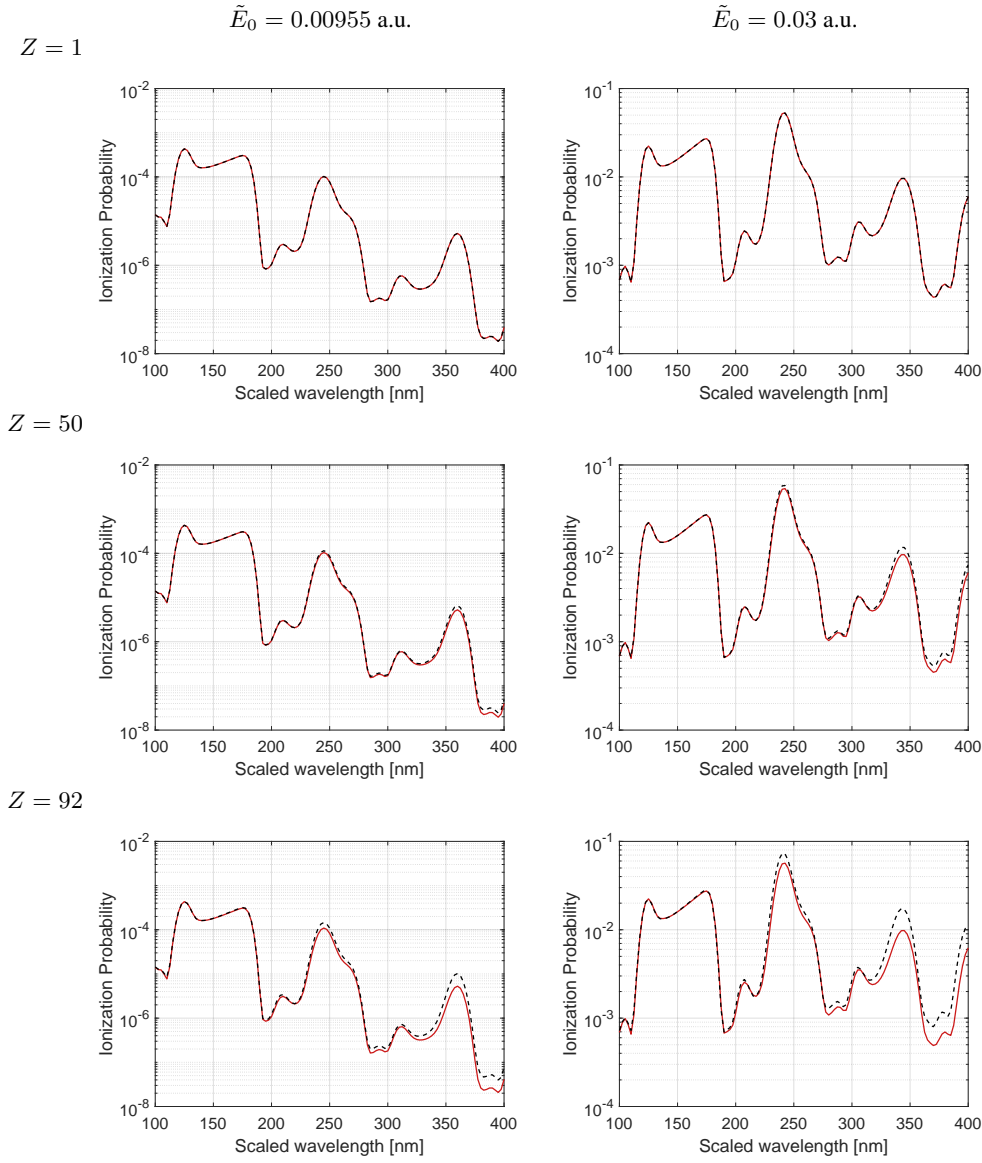 Ẽ₀ = 0.00955 a.u.
Ẽ₀ = 0.03 a.u.
Z = 1
10⁻²
10⁻⁴
10⁻⁶
10⁻⁸
Ionization Probability
100 150 200 250 300 350 400
Scaled wavelength [nm]
10⁻¹
10⁻²
10⁻³
10⁻⁴
Ionization Probability
100 150 200 250 300 350 400
Scaled wavelength [nm]
Z = 50
10⁻²
10⁻⁴
10⁻⁶
10⁻⁸
Ionization Probability
100 150 200 250 300 350 400
Scaled wavelength [nm]
10⁻¹
10⁻²
10⁻³
10⁻⁴
Ionization Probability
100 150 200 250 300 350 400
Scaled wavelength [nm]
Z = 92
10⁻²
10⁻⁴
10⁻⁶
10⁻⁸
Ionization Probability
100 150 200 250 300 350 400
Scaled wavelength [nm]
10⁻¹
10⁻²
10⁻³
10⁻⁴
Ionization Probability
100 150 200 250 300 350 400
Scaled wavelength [nm]